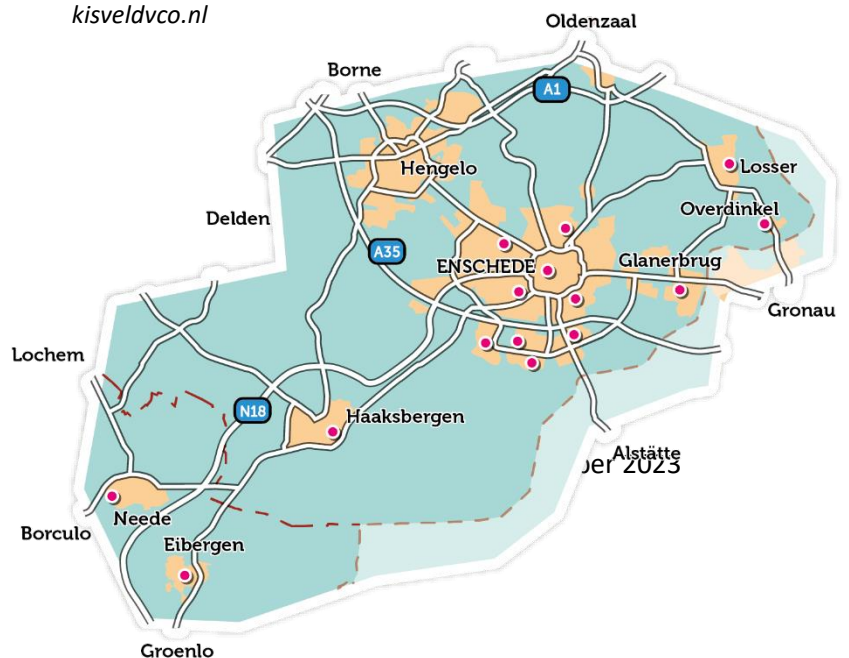 kisveldvco.nl
Oldenzaal
Borne
A1
Hengelo
Losser
Overdinkel
Delden
A35
ENSCHEDE
Glanerbrug
Gronau
Lochem
N18
Haaksbergen
Alstätte
2023
Neede
Borculo
Eibergen
Groenlo